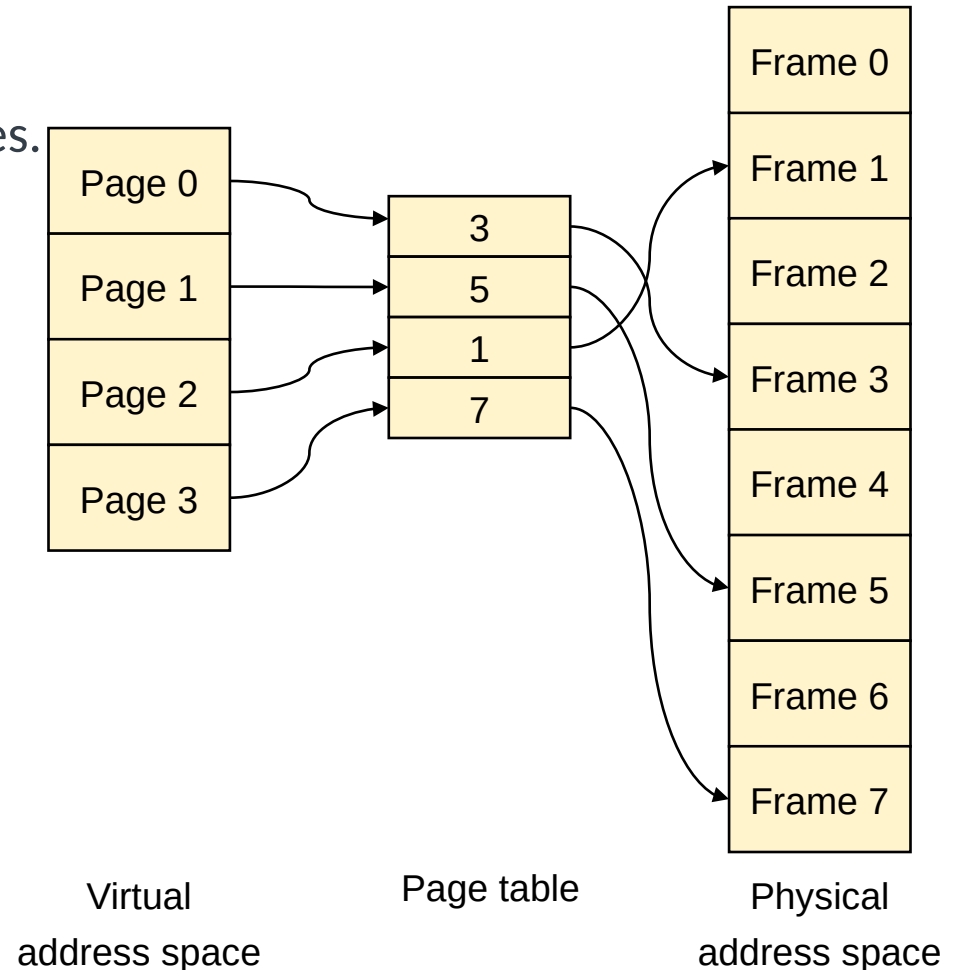 es.
Page 0
Page 1
Page 2
Page 3
3
5
1
7
Frame 0
Frame 1
Frame 2
Frame 3
Frame 4
Frame 5
Frame 6
Frame 7
Virtual
address space
Page table
Physical
address space